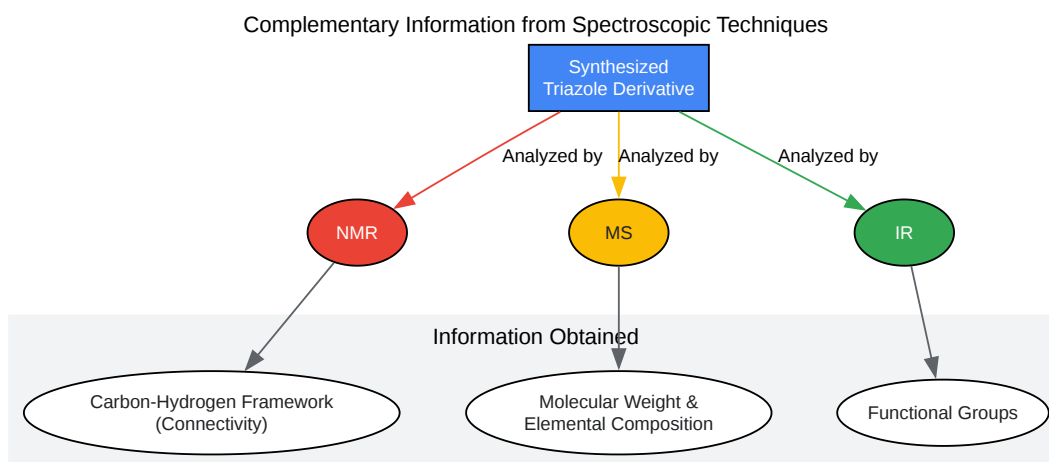 Complementary Information from Spectroscopic Techniques
Synthesized
Triazole Derivative
Analyzed by
Analyzed by
Analyzed by
NMR
MS
IR
Information Obtained
Carbon-Hydrogen Framework
(Connectivity)
Molecular Weight &
Elemental Composition
Functional Groups